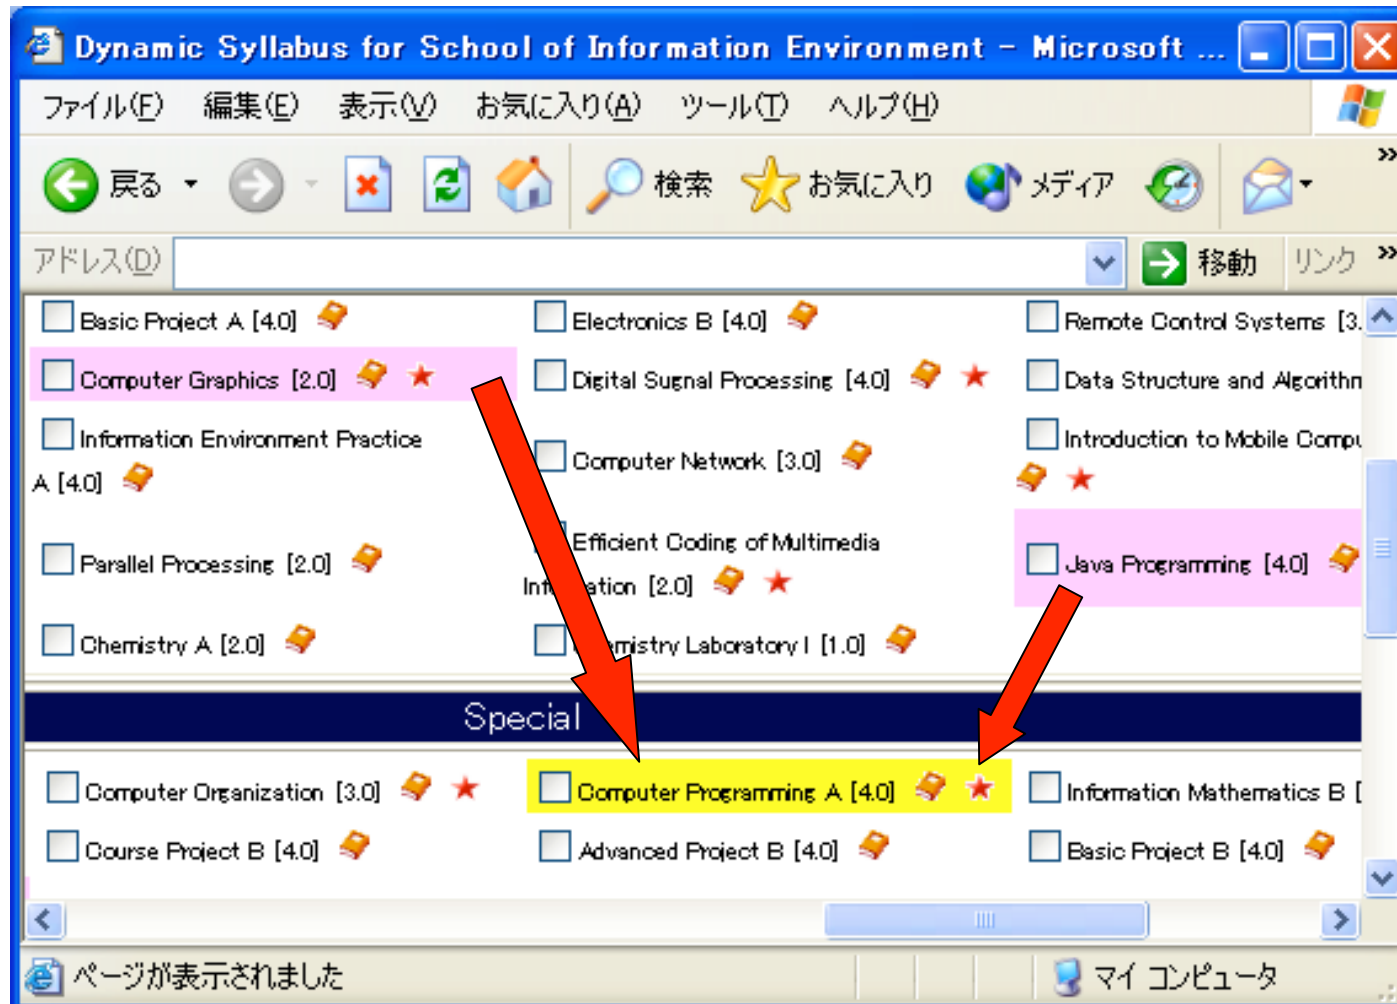 Dynamic Syllabus for School of Information Environment - Microsoft ...
ファイル(F) 編集(E) 表示(V) お気に入り(A) ツール(T) ヘルプ(H)
戻る 検索 お気に入り メディア »
アドレス(D) 移動 リンク »
Basic Project A [4.0] Electronics B [4.0] Remote Control Systems [3.
Computer Graphics [2.0] Digital Sugnal Processing [4.0] Data Structure and Algorithm
Information Environment Practice
A [4.0]
Computer Network [3.0]
Introduction to Mobile Compu
Parallel Processing [2.0]
Efficient Coding of Multimedia
Information [2.0]
Java Programming [4.0]
Chemistry A [2.0] Chemistry Laboratory I [1.0]
Special
Computer Organization [3.0] Computer Programming A [4.0] Information Mathematics B [
Course Project B [4.0] Advanced Project B [4.0] Basic Project B [4.0]
ページが表示されました マイ コンピュータ